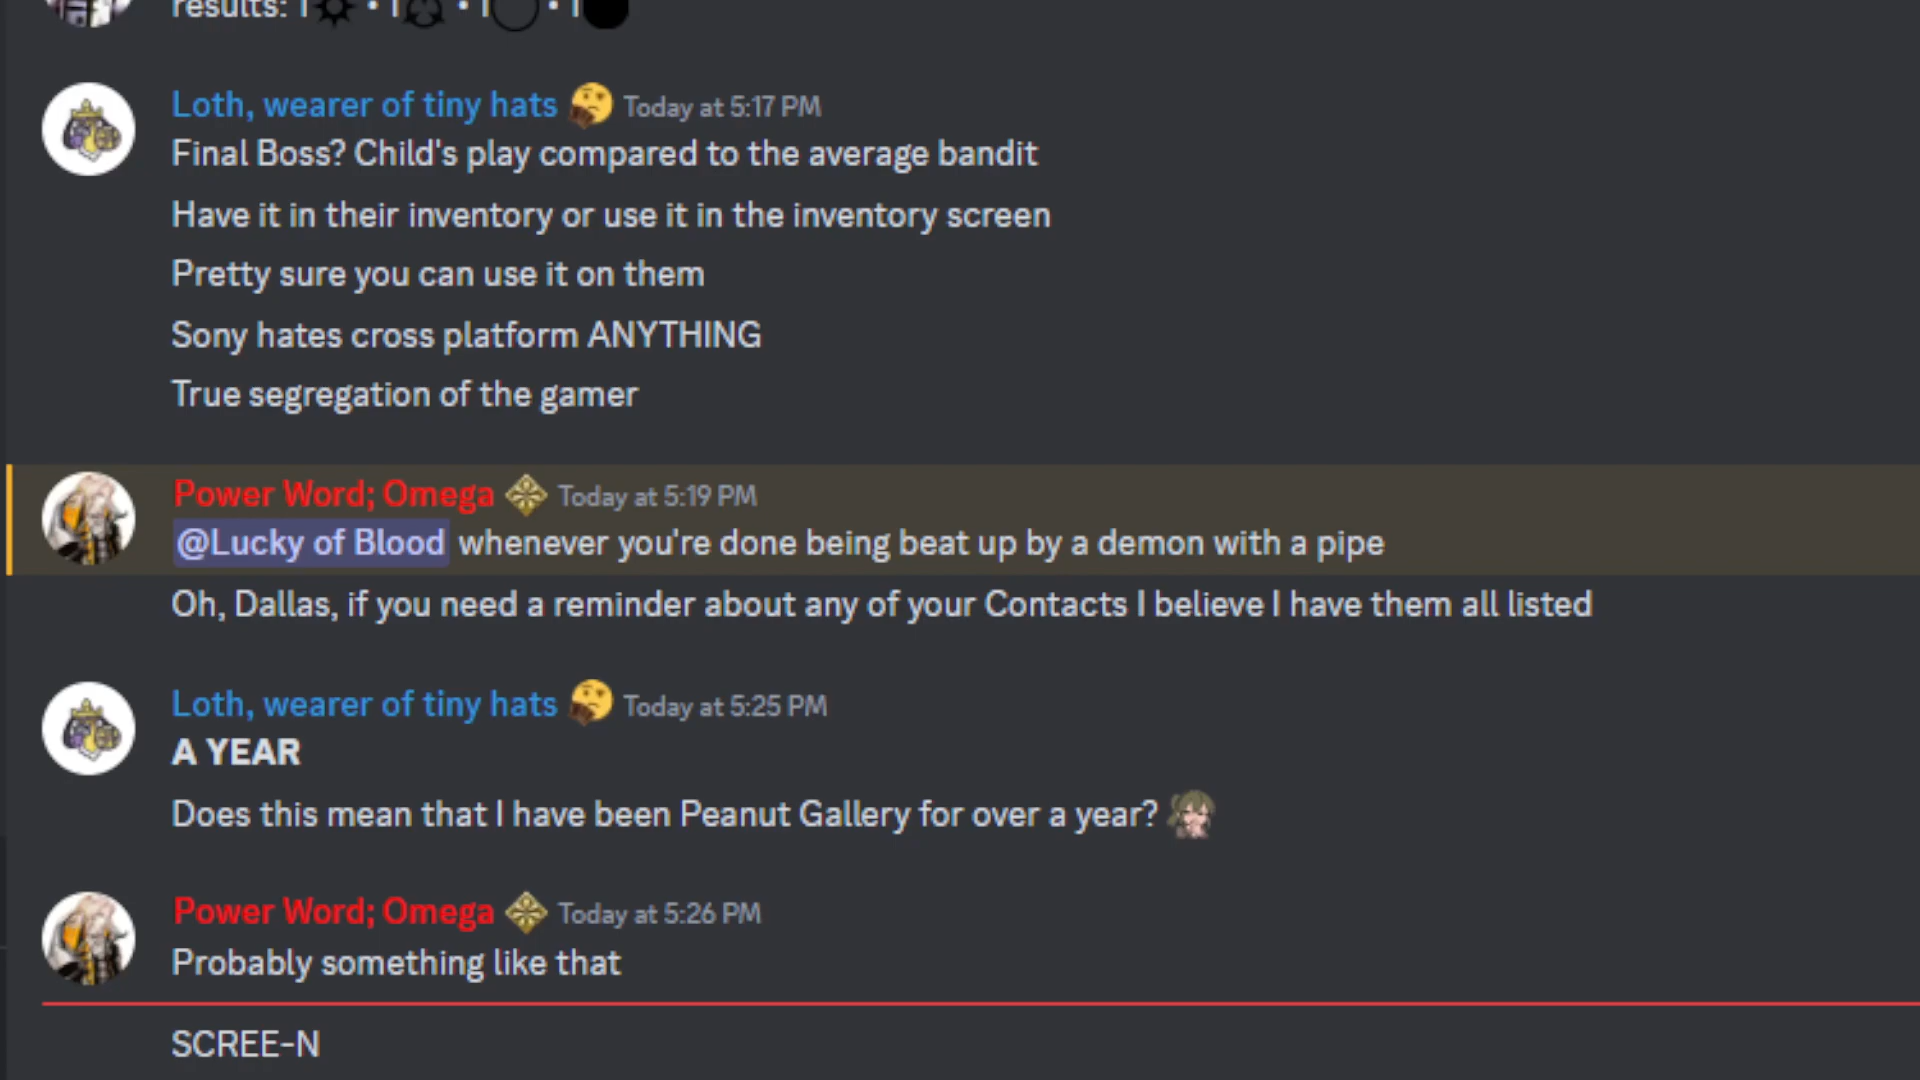 results: 1 • 1 • 1 • 1
Loth, wearer of tiny hats Today at 5:17 PM
Final Boss? Child's play compared to the average bandit
Have it in their inventory or use it in the inventory screen
Pretty sure you can use it on them
Sony hates cross platform ANYTHING
True segregation of the gamer
Power Word; Omega Today at 5:19 PM
@Lucky of Blood whenever you're done being beat up by a demon with a pipe
Oh, Dallas, if you need a reminder about any of your Contacts I believe I have them all listed
Loth, wearer of tiny hats Today at 5:25 PM
A YEAR
Does this mean that I have been Peanut Gallery for over a year?
Power Word; Omega Today at 5:26 PM
Probably something like that
SCREE-N